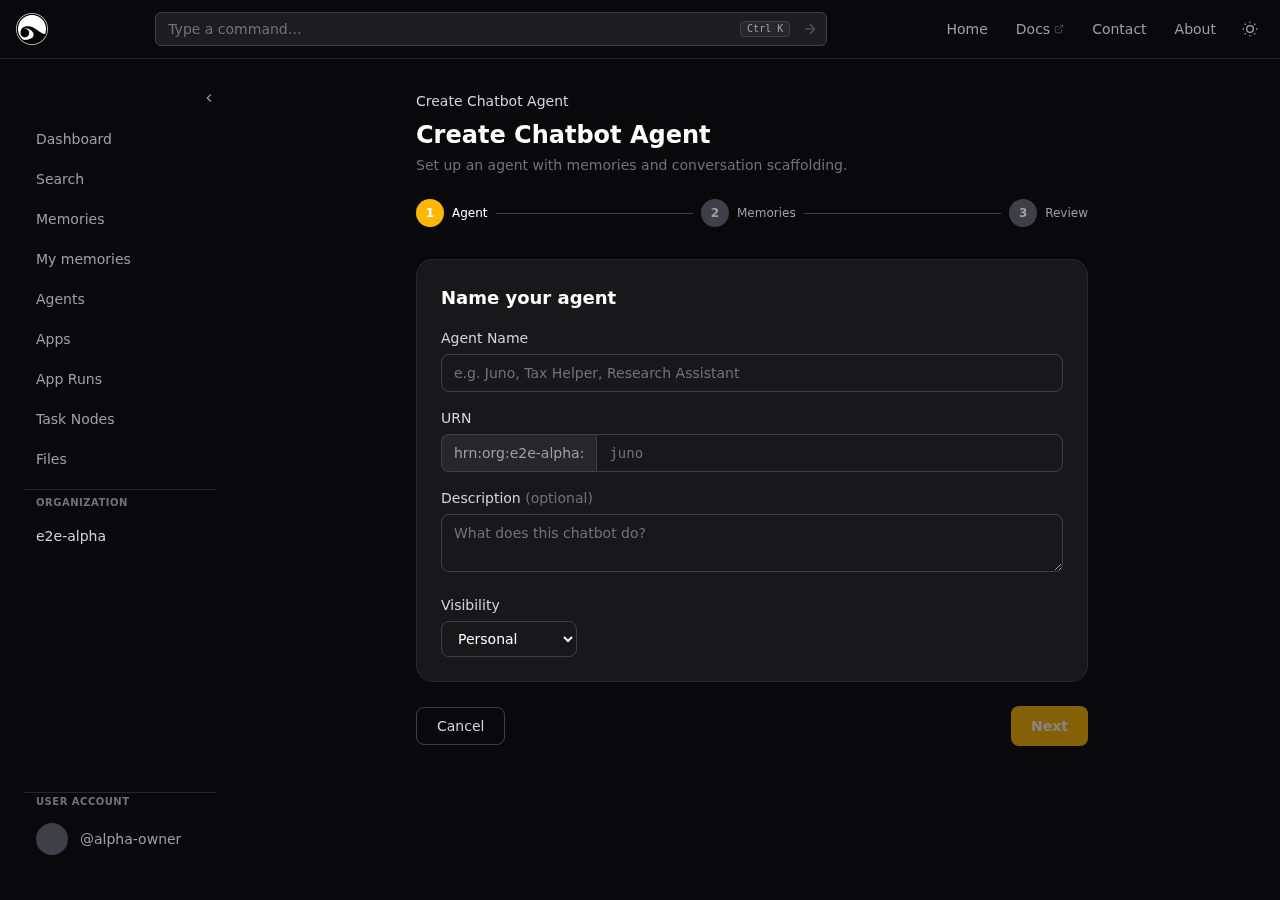 Type a command...
Ctrl K
Home
Docs
Contact
About
Dashboard
Search
Memories
My memories
Agents
Apps
App Runs
Task Nodes
Files
ORGANIZATION
e2e-alpha
USER ACCOUNT
@alpha-owner
Create Chatbot Agent
Create Chatbot Agent
Set up an agent with memories and conversation scaffolding.
1 Agent
2 Memories
3 Review
Name your agent
Agent Name
e.g. Juno, Tax Helper, Research Assistant
URN
hrn:org:e2e-alpha: juno
Description (optional)
What does this chatbot do?
Visibility
Personal
Cancel
Next